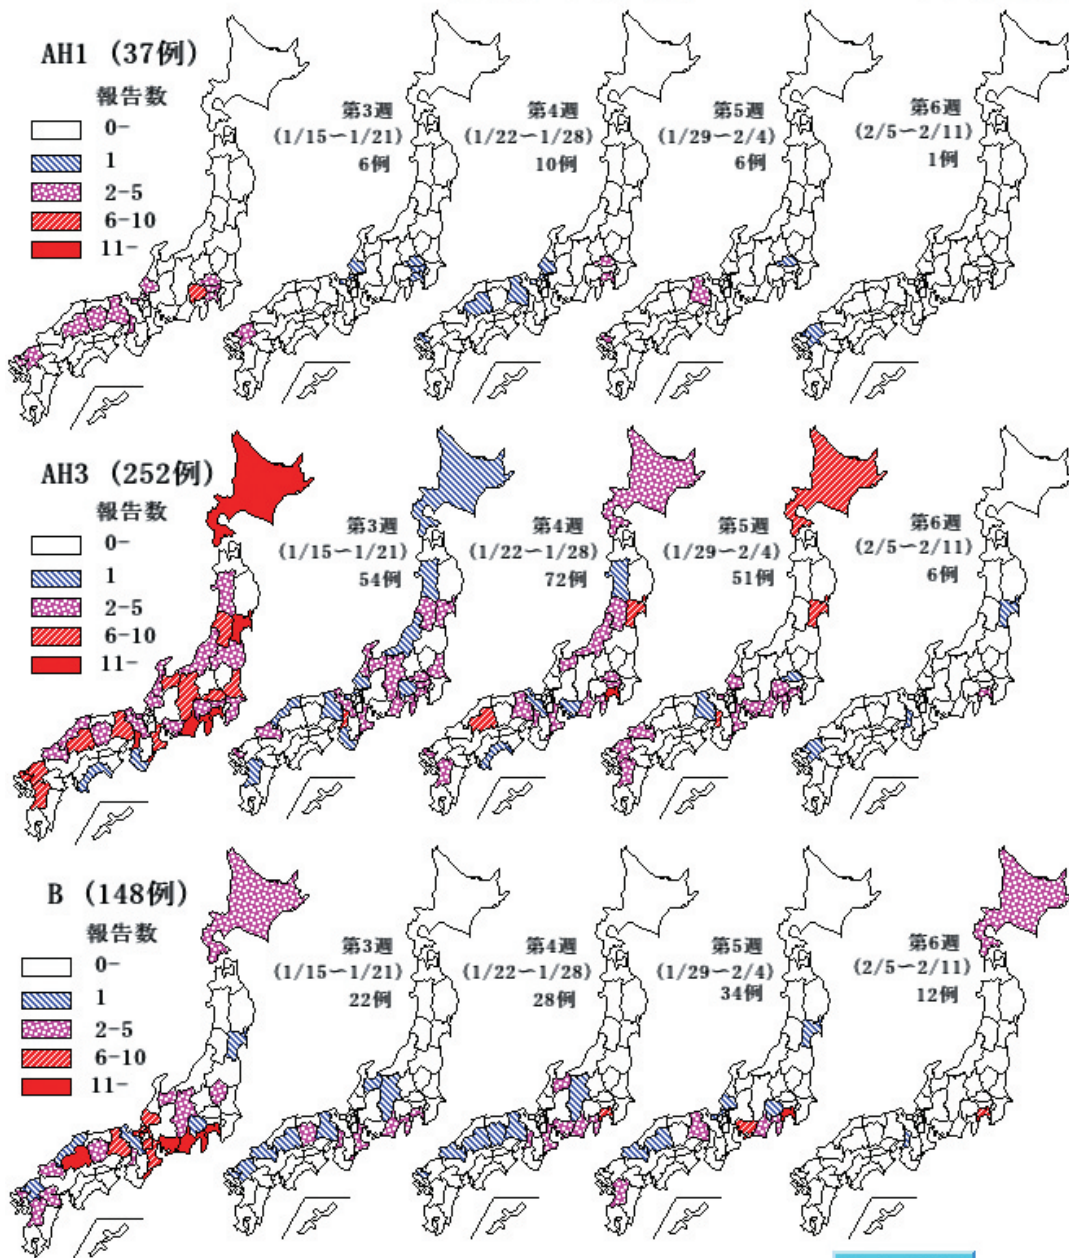 AH1 (37例)
報告数
0-
1
2-5
6-10
11-
第3週
(1/15〜1/21)
6例
第4週
(1/22〜1/28)
10例
第5週
(1/29〜2/4)
6例
第6週
(2/5〜2/11)
1例
AH3 (252例)
報告数
0-
1
2-5
6-10
11-
第3週
(1/15〜1/21)
54例
第4週
(1/22〜1/28)
72例
第5週
(1/29〜2/4)
51例
第6週
(2/5〜2/11)
6例
B (148例)
報告数
0-
1
2-5
6-10
11-
第3週
(1/15〜1/21)
22例
第4週
(1/22〜1/28)
28例
第5週
(1/29〜2/4)
34例
第6週
(2/5〜2/11)
12例